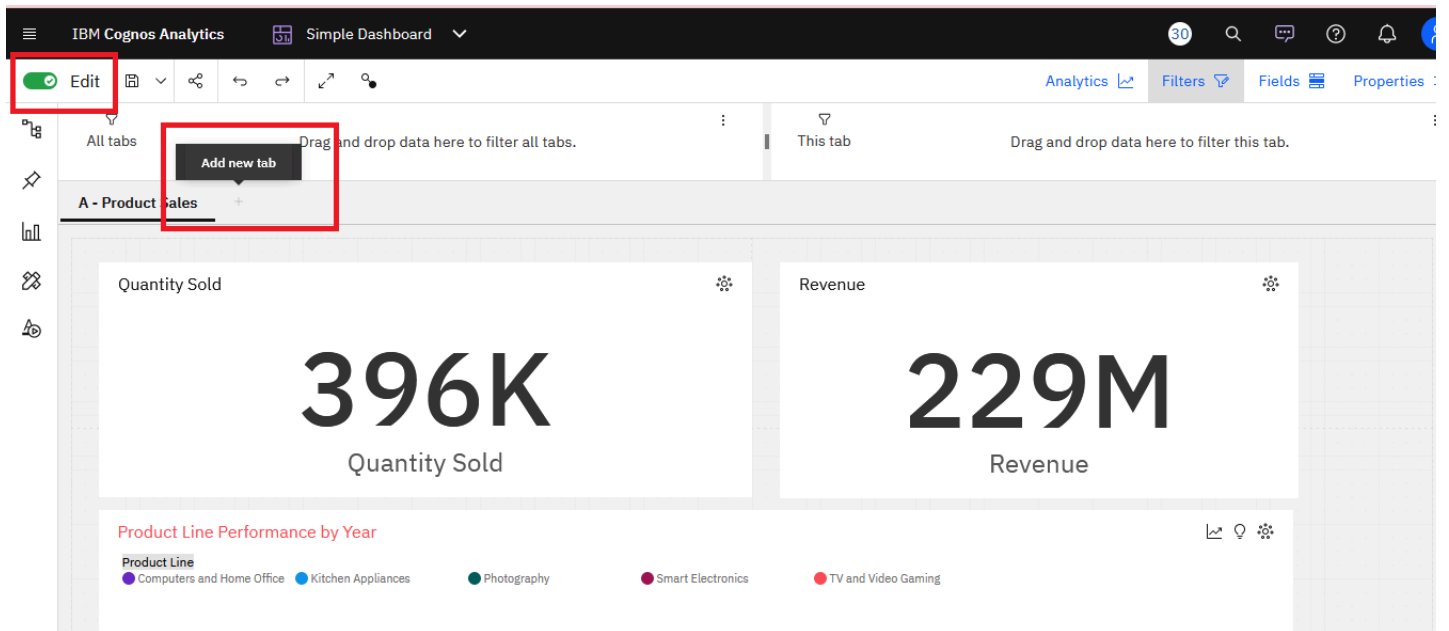 IBM Cognos Analytics Simple Dashboard 30
Edit Analytics Filters Fields Properties
All tabs Drag and drop data here to filter all tabs. This tab Drag and drop data here to filter this tab.
Add new tab
A - Product Sales +
Quantity Sold
396K
Quantity Sold
Revenue
229M
Revenue
Product Line Performance by Year
Product Line
Computers and Home Office Kitchen Appliances Photography Smart Electronics TV and Video Gaming